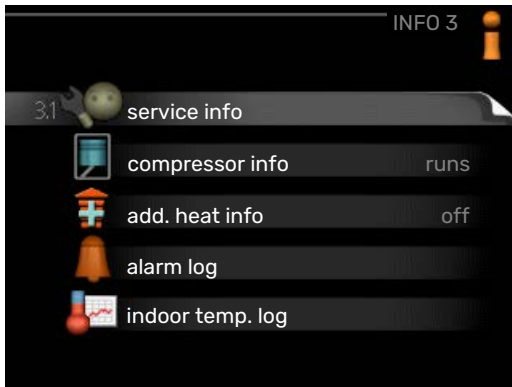 INFO 3
3.1 service info
compressor info runs
add. heat info off
alarm log
indoor temp. log